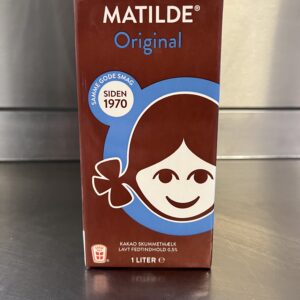 MATILDE®
Original
SAMME GODE SMAG
SIDEN
1970
KAKAO SKUMMETMÆLK
LAVT FEDTINDHOLD 0,5%
1 LITER ℮